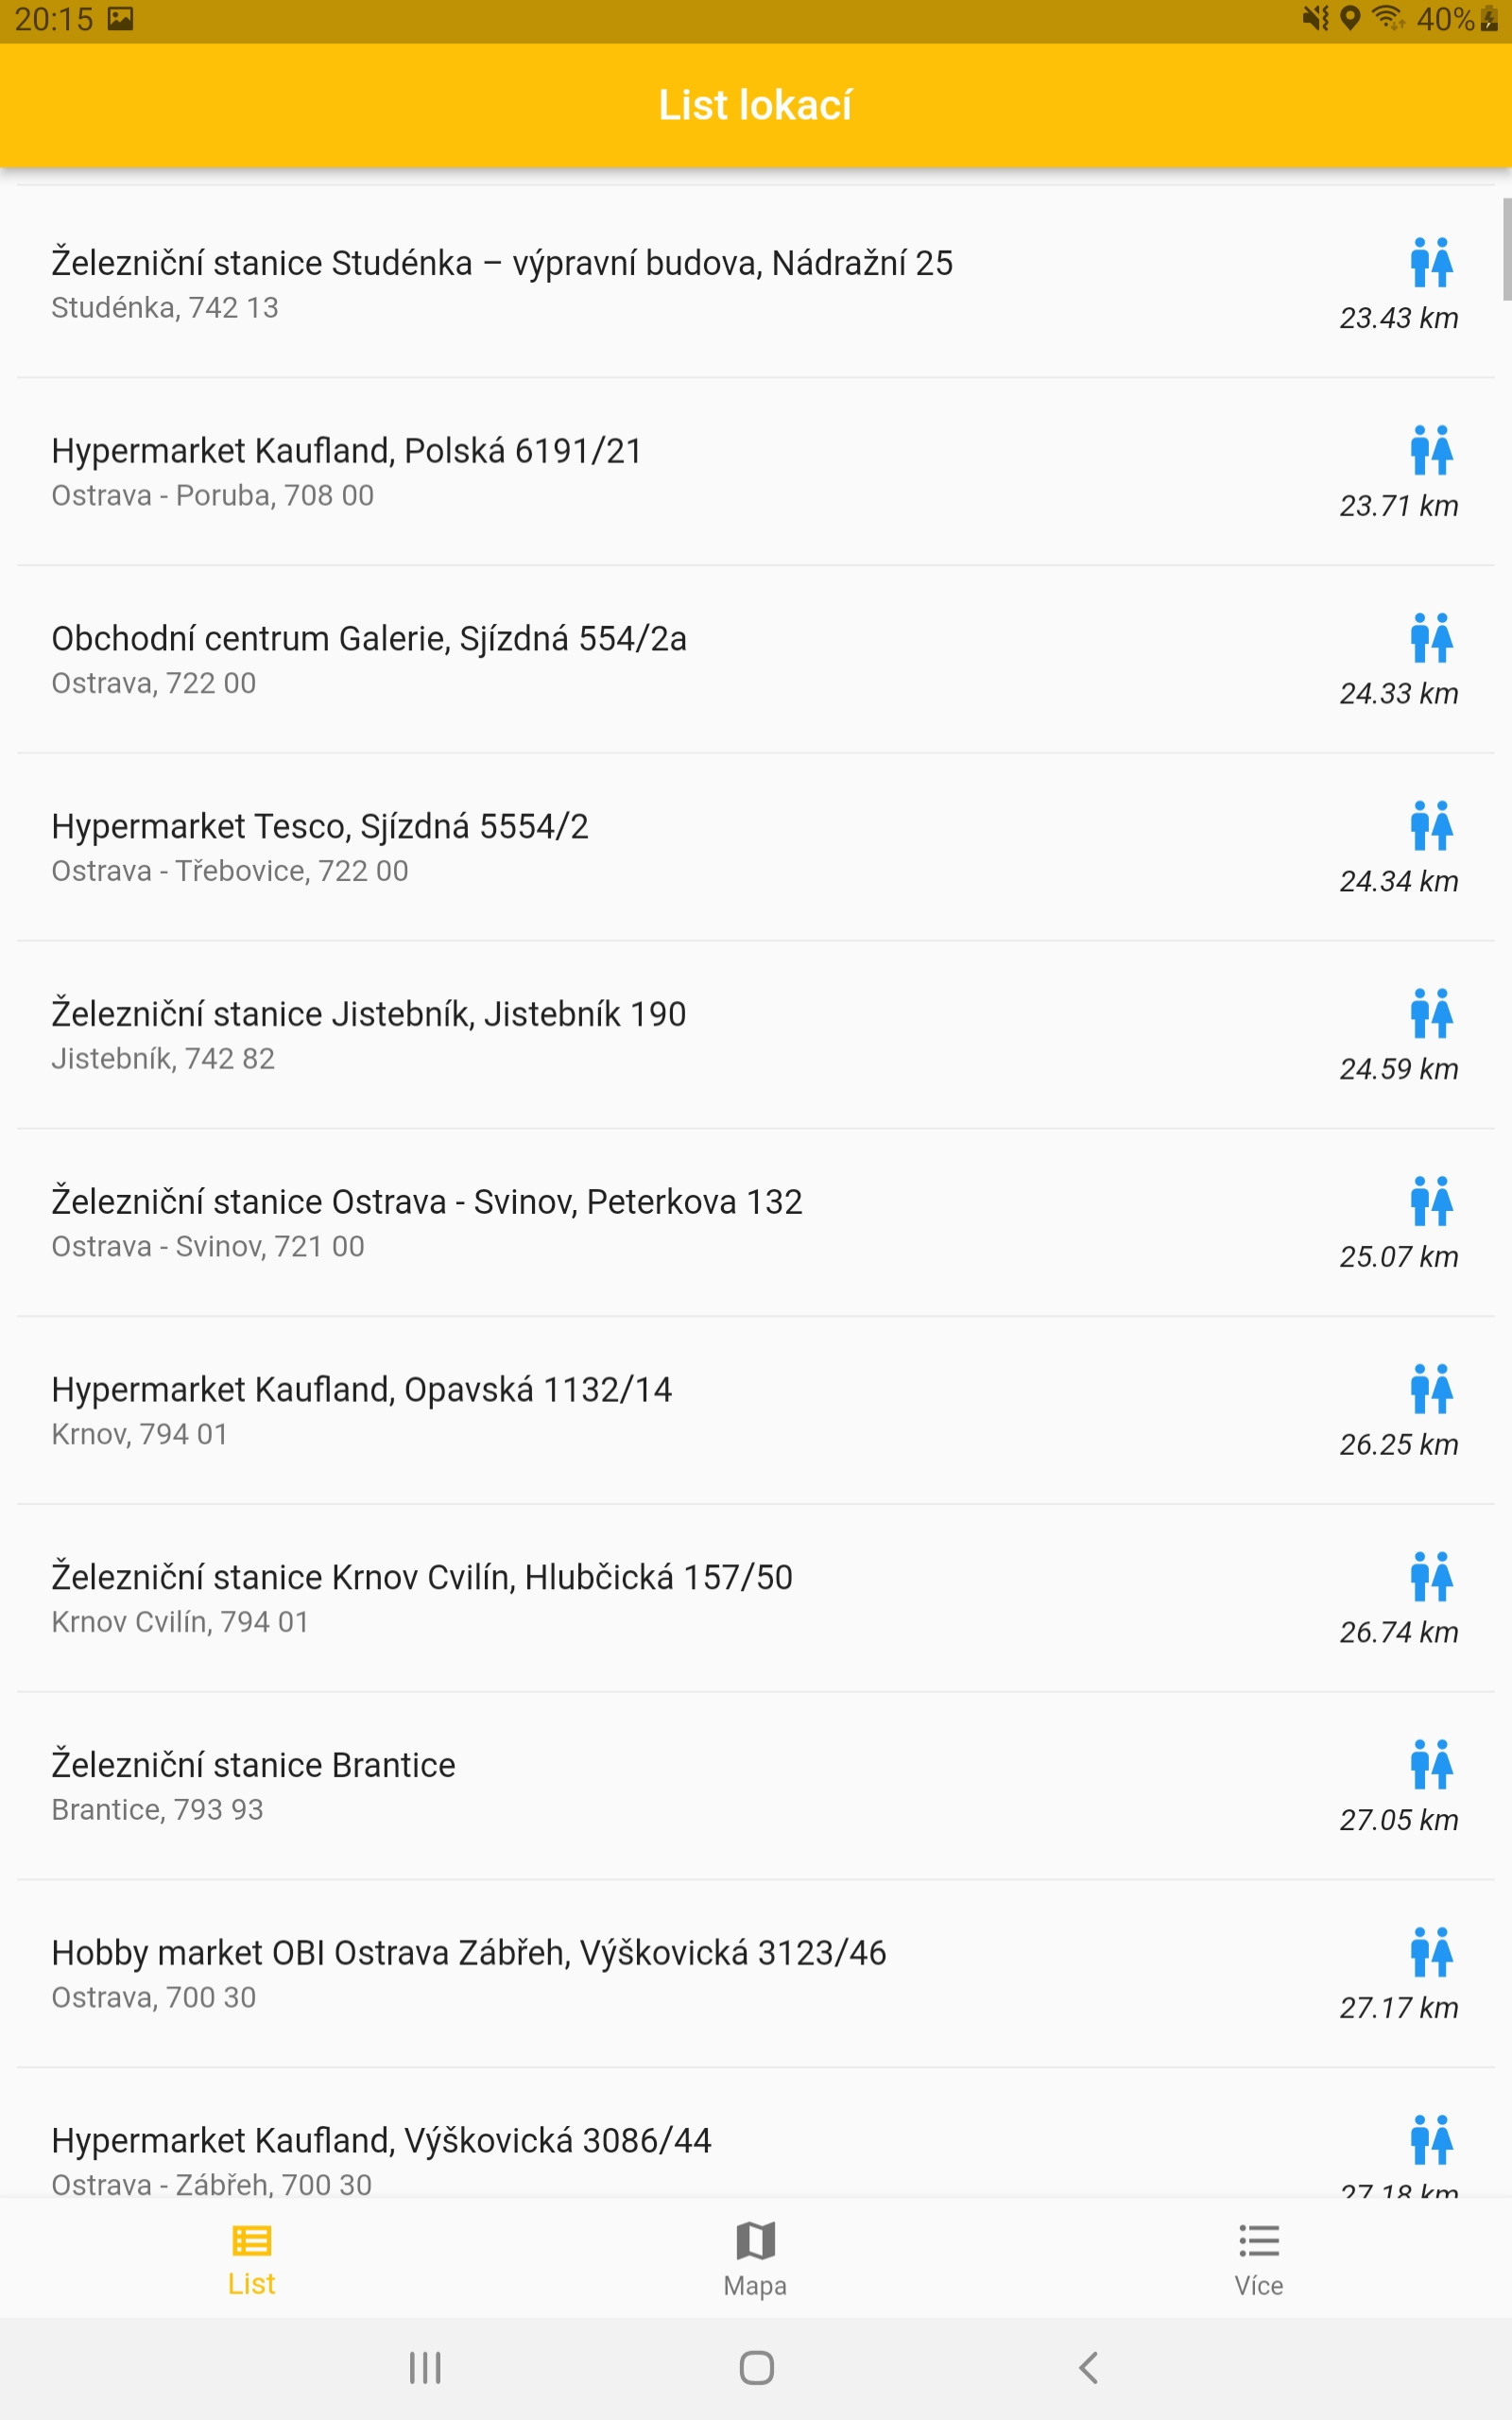 20:15
40%
List lokací
Železniční stanice Studénka – výpravní budova, Nádražní 25
Studénka, 742 13
23.43 km
Hypermarket Kaufland, Polská 6191/21
Ostrava - Poruba, 708 00
23.71 km
Obchodní centrum Galerie, Sjízdná 554/2a
Ostrava, 722 00
24.33 km
Hypermarket Tesco, Sjízdná 5554/2
Ostrava - Třebovice, 722 00
24.34 km
Železniční stanice Jistebník, Jistebník 190
Jistebník, 742 82
24.59 km
Železniční stanice Ostrava - Svinov, Peterkova 132
Ostrava - Svinov, 721 00
25.07 km
Hypermarket Kaufland, Opavská 1132/14
Krnov, 794 01
26.25 km
Železniční stanice Krnov Cvilín, Hlubčická 157/50
Krnov Cvilín, 794 01
26.74 km
Železniční stanice Brantice
Brantice, 793 93
27.05 km
Hobby market OBI Ostrava Zábřeh, Výškovická 3123/46
Ostrava, 700 30
27.17 km
Hypermarket Kaufland, Výškovická 3086/44
Ostrava - Zábřeh, 700 30
27.18 km
List
Mapa
Více